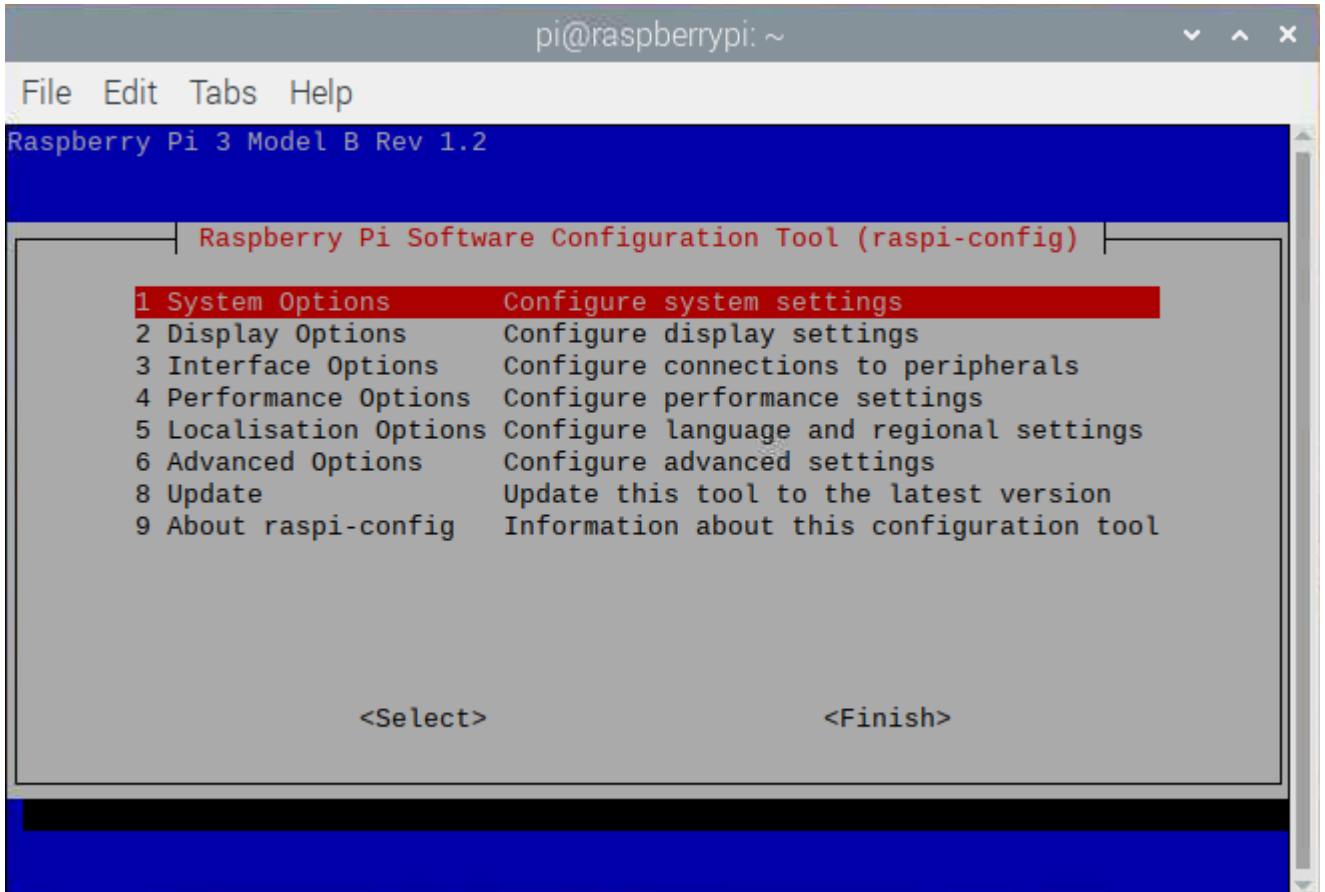 pi@raspberrypi: ~
File Edit Tabs Help
Raspberry Pi 3 Model B Rev 1.2
Raspberry Pi Software Configuration Tool (raspi-config)
1 System Options Configure system settings
2 Display Options Configure display settings
3 Interface Options Configure connections to peripherals
4 Performance Options Configure performance settings
5 Localisation Options Configure language and regional settings
6 Advanced Options Configure advanced settings
8 Update Update this tool to the latest version
9 About raspi-config Information about this configuration tool
<Select> <Finish>